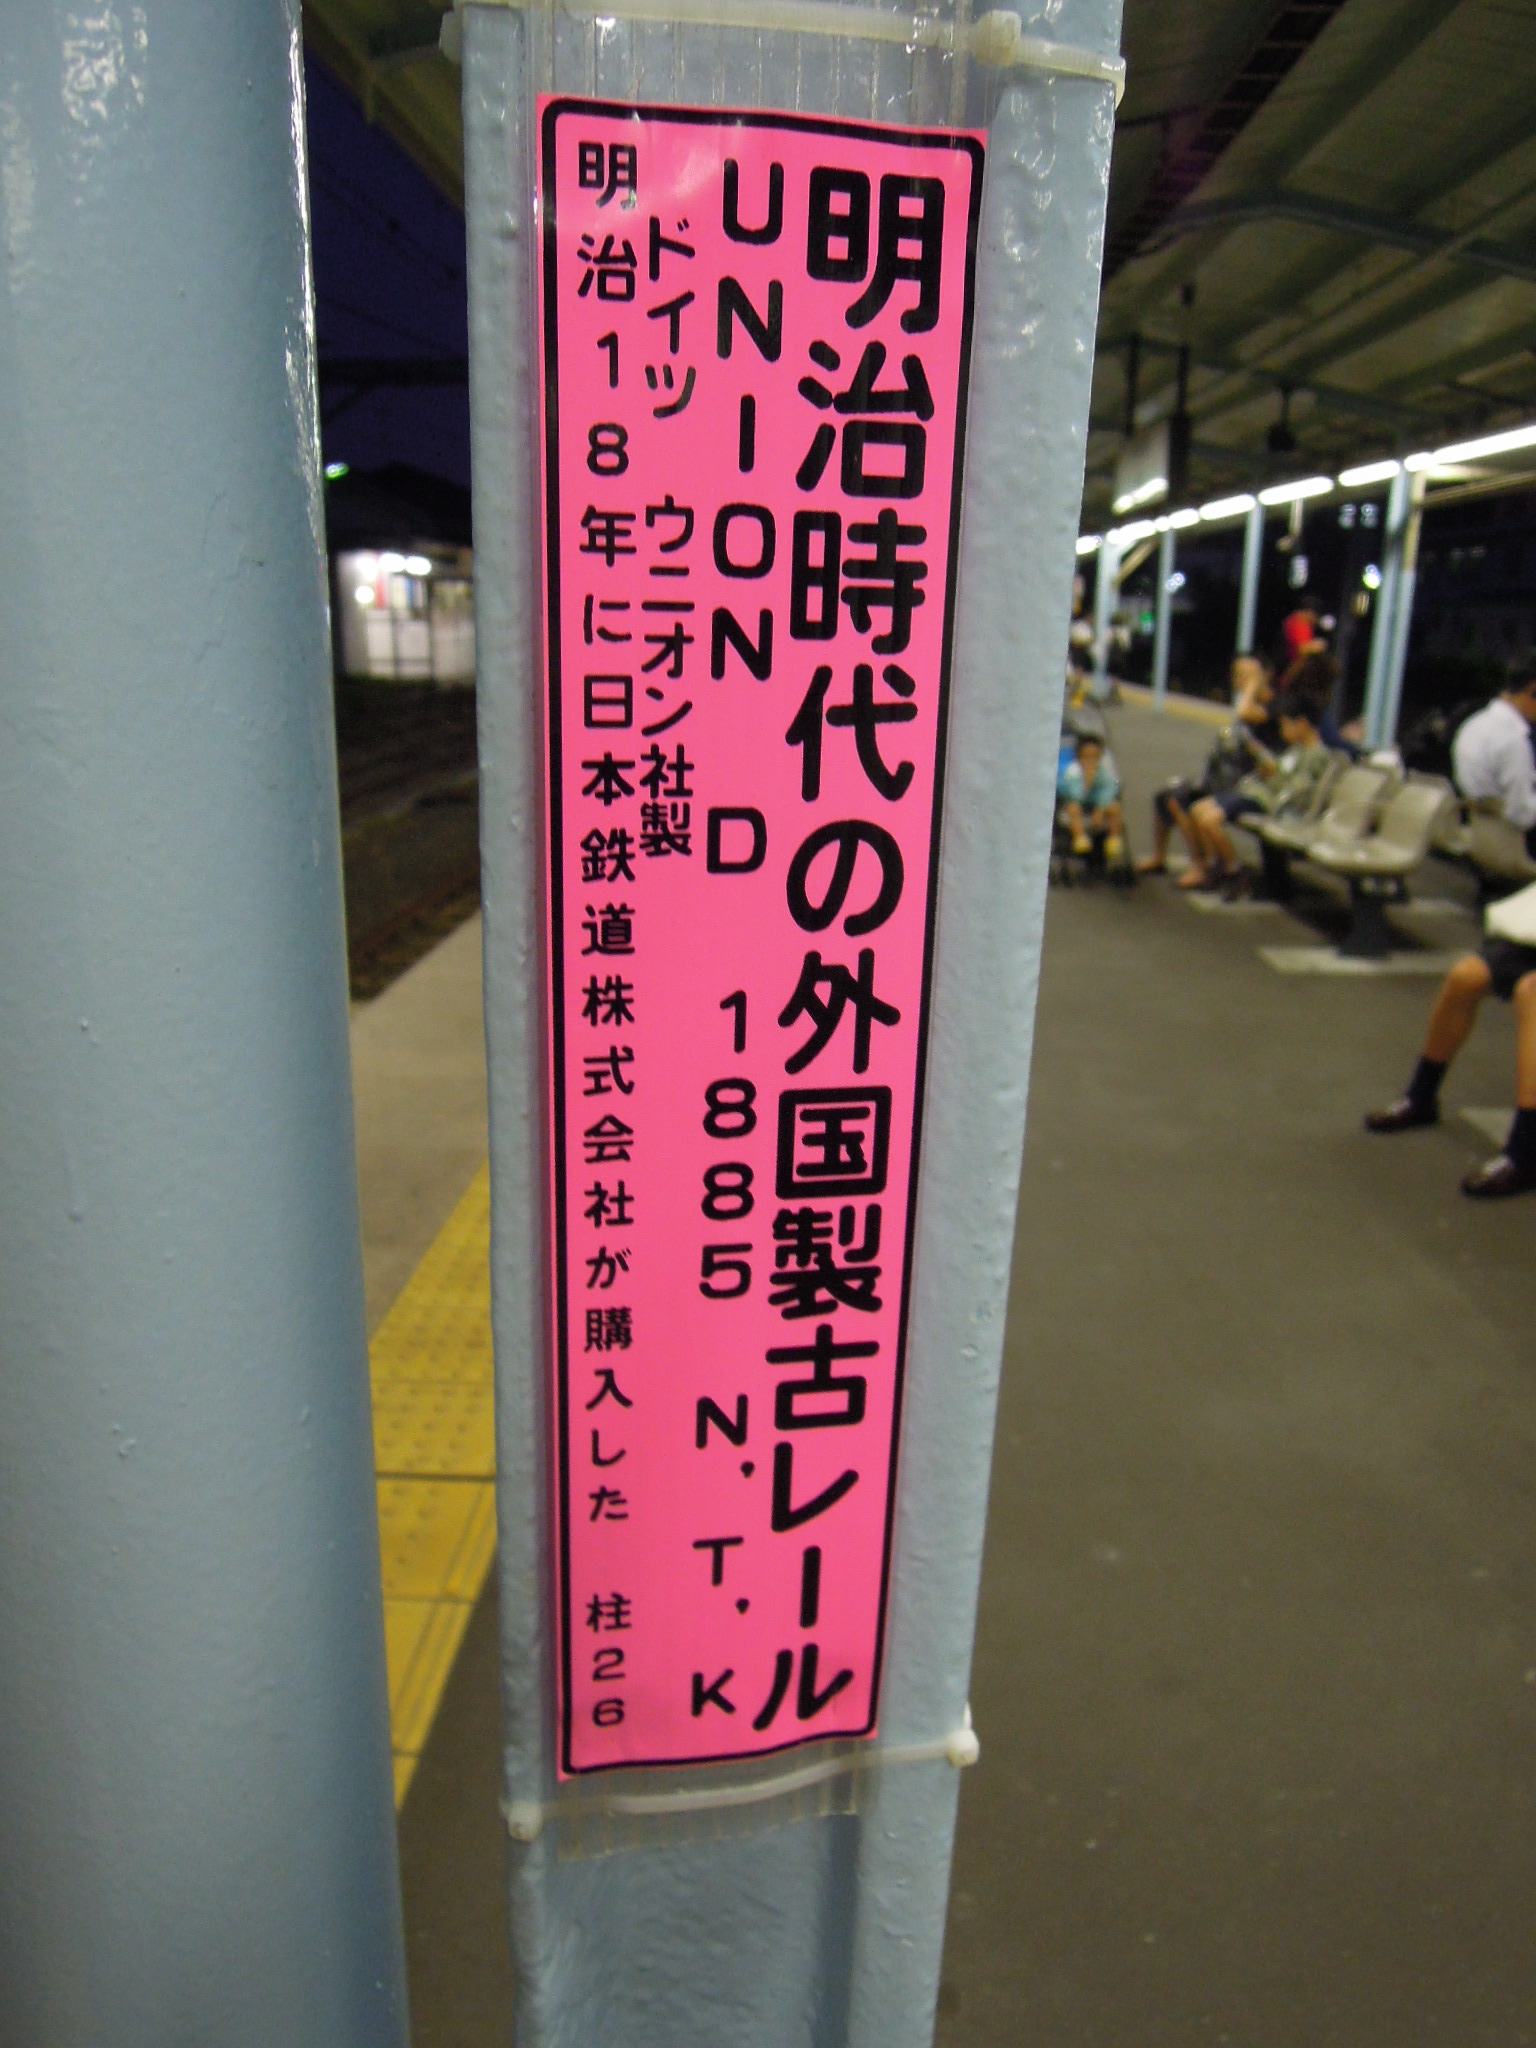 明治時代の外国製古レール
UNION D 1885 N.T.K
ドイツ ウニオン社製
明治18年に日本鉄道株式会社が購入した 柱26